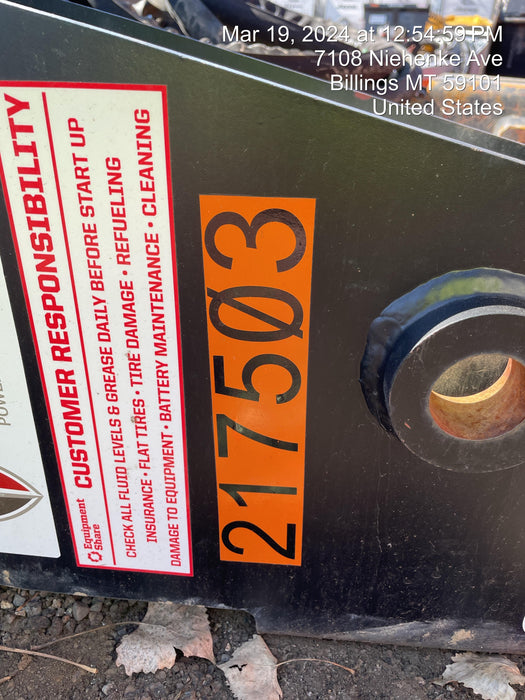 Mar 19, 2024 at 12:54:59 PM
7108 Niehenke Ave
Billings MT 59101
United States
CUSTOMER RESPONSIBILITY
CHECK ALL FLUID LEVELS & GREASE DAILY BEFORE START UP
INSURANCE • FLAT TIRES • TIRE DAMAGE • REFUELING
DAMAGE TO EQUIPMENT • BATTERY MAINTENANCE • CLEANING
Equipment
Share
217503